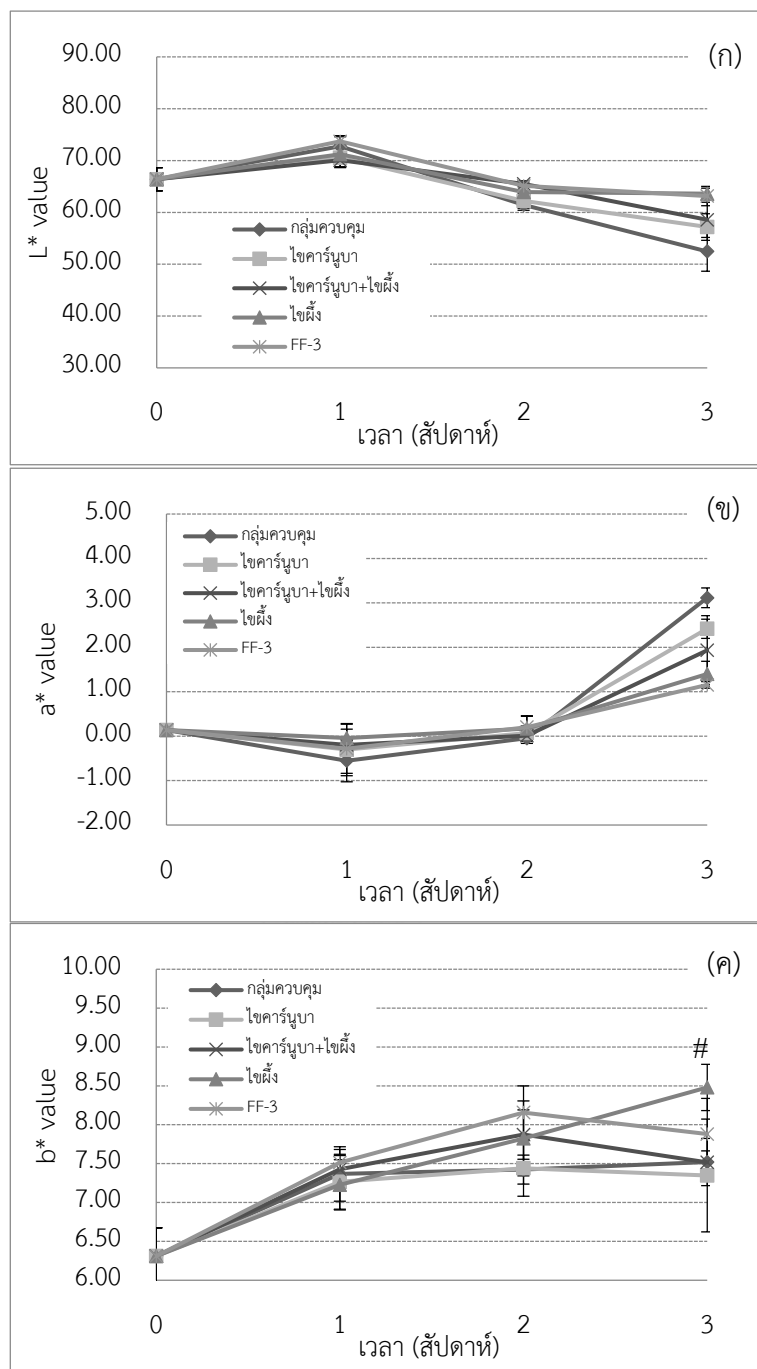 (ก)
90.00
80.00
70.00
60.00
50.00
40.00
30.00
L* value
กลุ่มควบคุม
ไขคาร์นูบา
ไขคาร์นูบา+ไขผึ้ง
ไขผึ้ง
FF-3
0 1 2 3
เวลา (สัปดาห์)
(ข)
5.00
4.00
3.00
2.00
1.00
0.00
-1.00
-2.00
a* value
กลุ่มควบคุม
ไขคาร์นูบา
ไขคาร์นูบา+ไขผึ้ง
ไขผึ้ง
FF-3
0 1 2 3
เวลา (สัปดาห์)
(ค)
10.00
9.50
9.00
8.50
8.00
7.50
7.00
6.50
6.00
b* value
กลุ่มควบคุม
ไขคาร์นูบา
ไขคาร์นูบา+ไขผึ้ง
ไขผึ้ง
FF-3
#
0 1 2 3
เวลา (สัปดาห์)